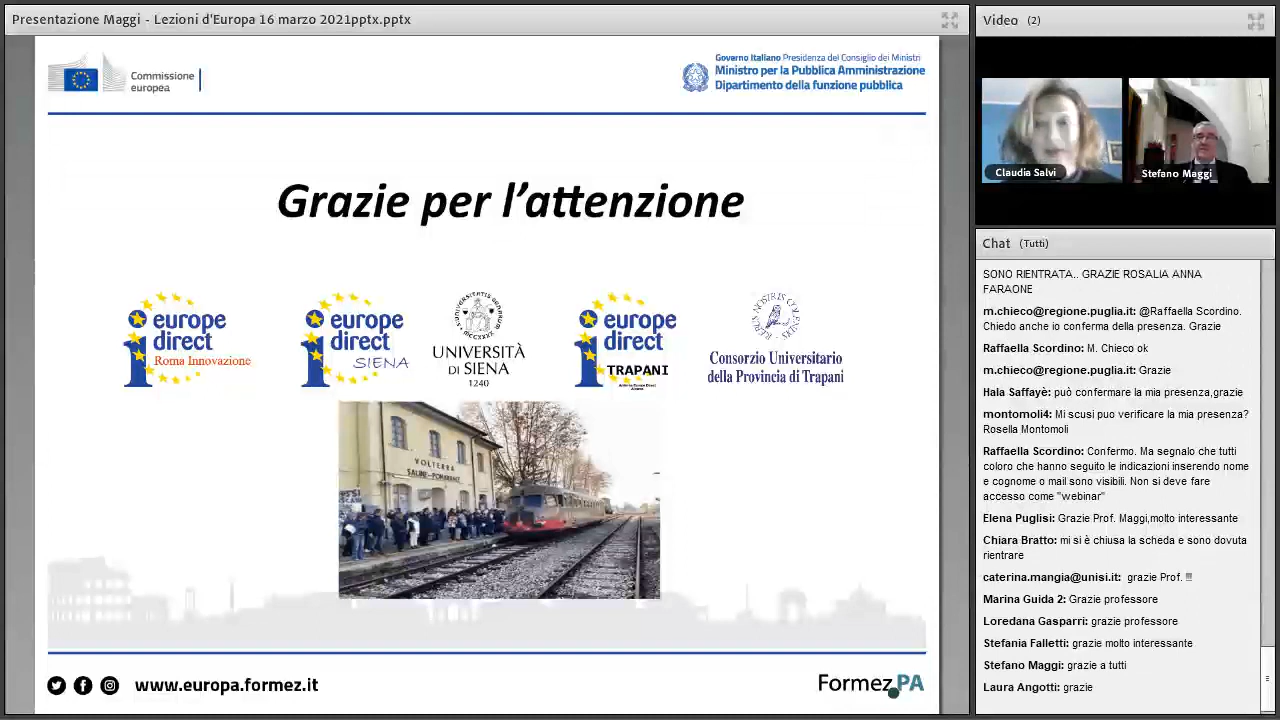 Presentazione Maggi - Lezioni d'Europa 16 marzo 2021pptx.pptx
Commissione
europea
Governo Italiano Presidenza del Consiglio dei Ministri
Ministro per la Pubblica Amministrazione
Dipartimento della funzione pubblica
Grazie per l'attenzione
europe
direct
Roma Innovazione
europe
direct
SIENA
UNIVERSITÀ
DI SIENA
1240
europe
direct
TRAPANI
Consorzio Universitario
della Provincia di Trapani
VOLTERRA
SALINE-POMARANCE
www.europa.formez.it
Formez PA
Video (2)
Claudia Salvi
Stefano Maggi
Chat (Tutti)
SONO RIENTRATA.. GRAZIE ROSALIA ANNA
FARAONE
m.chieco@regione.puglia.it: @Raffaella Scordino.
Chiedo anche io conferma della presenza. Grazie
Raffaella Scordino: M. Chieco ok
m.chieco@regione.puglia.it: Grazie
Hala Saffayè: può confermare la mia presenza,grazie
montomoli4: Mi scusi puo verificare la mia presenza?
Rosella Montomoli
Raffaella Scordino: Confermo. Ma segnalo che tutti
coloro che hanno seguito le indicazioni inserendo nome
e cognome o mail sono visibili. Non si deve fare
accesso come "webinar"
Elena Puglisi: Grazie Prof. Maggi,molto interessante
Chiara Bratto: mi si è chiusa la scheda e sono dovuta
rientrare
caterina.mangia@unisi.it: grazie Prof. !!!
Marina Guida 2: Grazie professore
Loredana Gasparri: grazie professore
Stefania Falletti: grazie molto interessante
Stefano Maggi: grazie a tutti
Laura Angotti: grazie